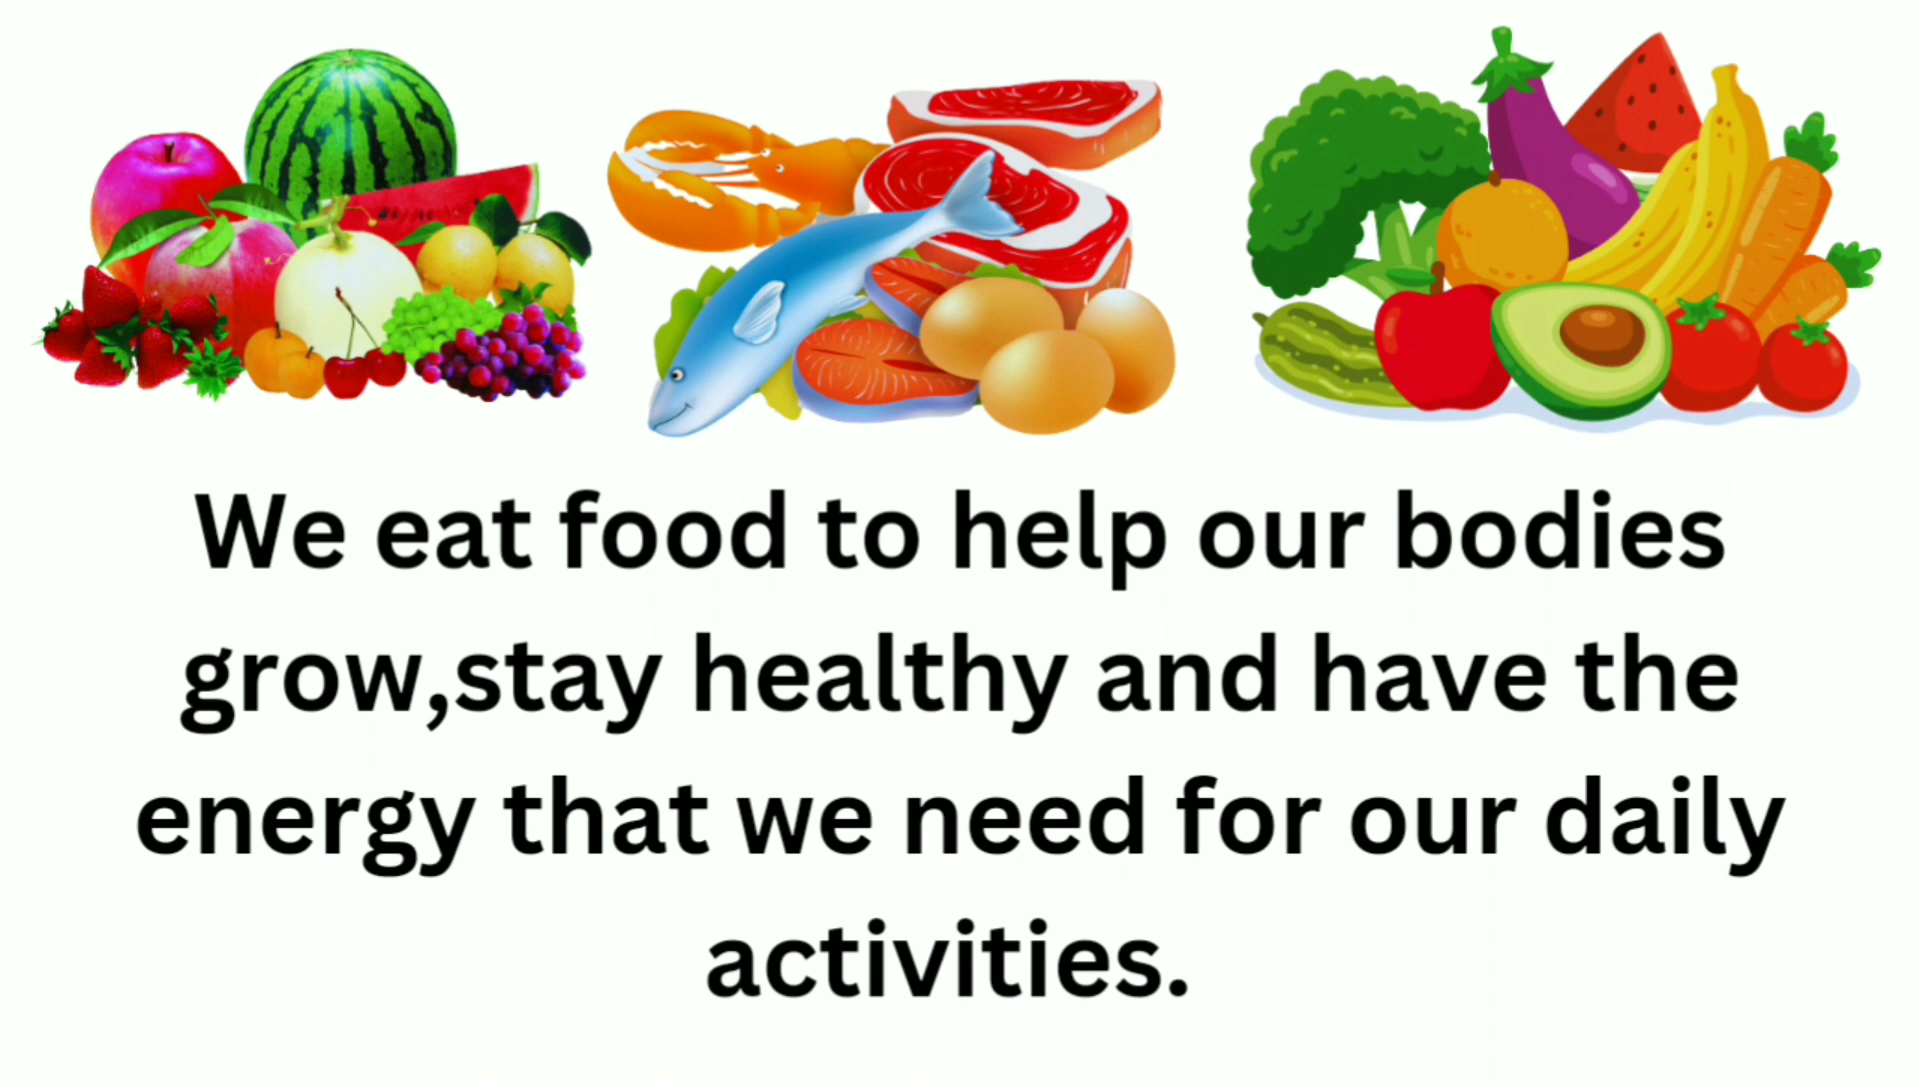 We eat food to help our bodies
grow,stay healthy and have the
energy that we need for our daily
activities.